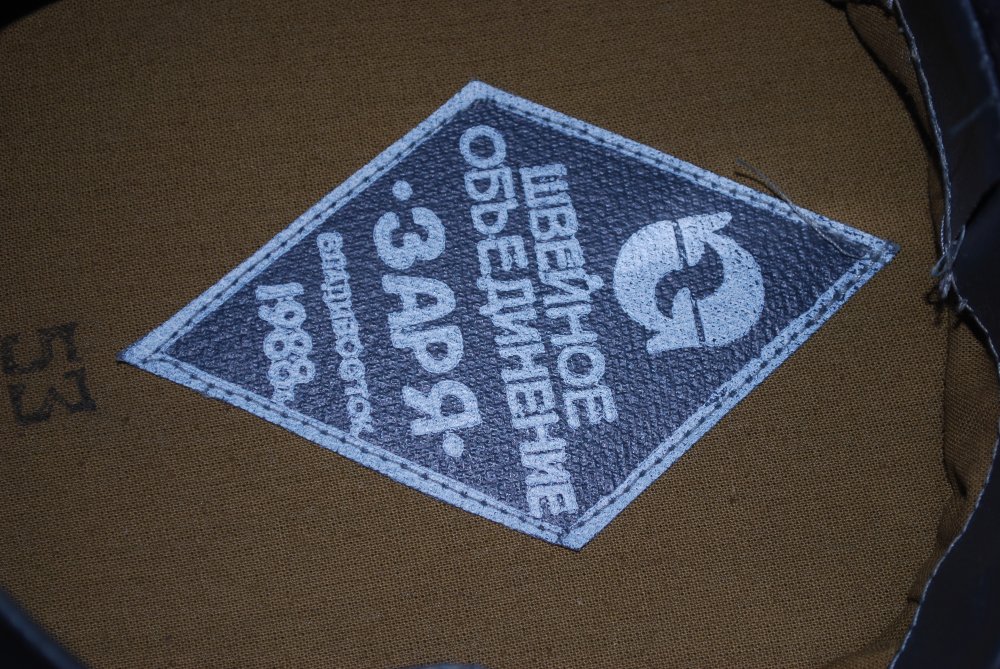 ШВЕЙНОЕ
ОБЪЕДИНЕНИЕ
·ЗАРЯ·
ВЛАДИВОСТОК
1988г
53